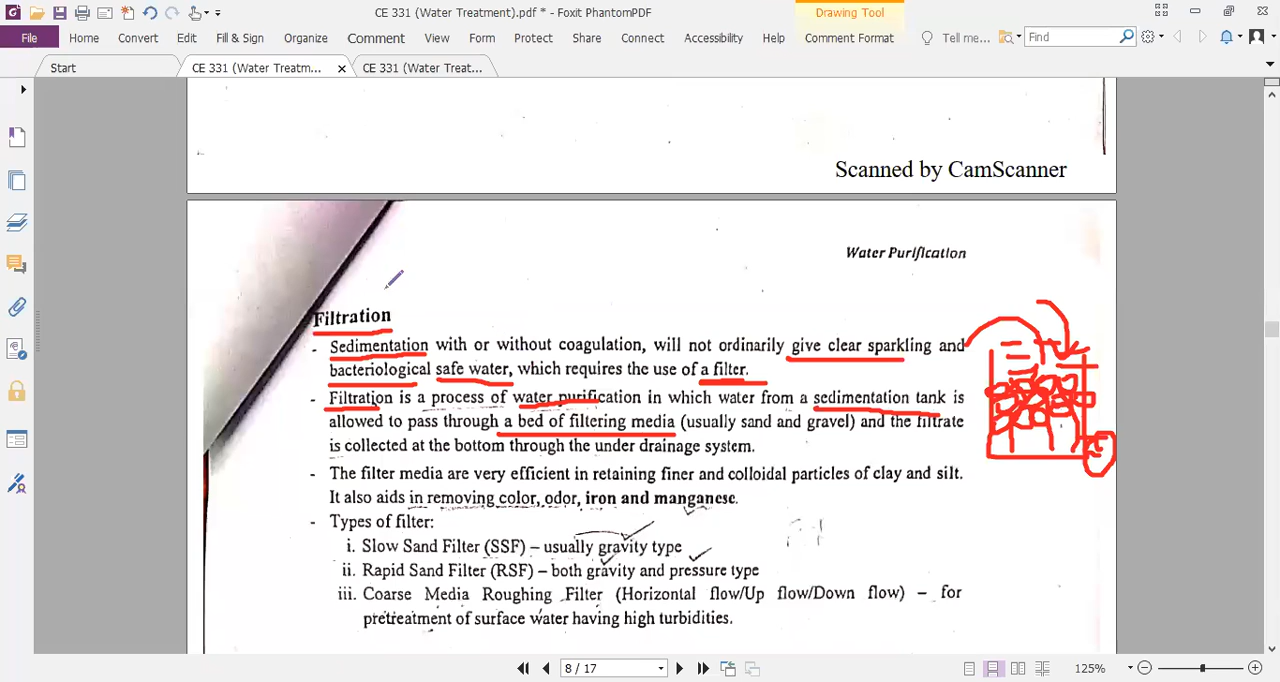 CE 331 (Water Treatment).pdf * - Foxit PhantomPDF
Drawing Tool
File Home Convert Edit Fill & Sign Organize Comment View Form Protect Share Connect Accessibility Help Comment Format Tell me... Find
Start CE 331 (Water Treatm... CE 331 (Water Treat...
Scanned by CamScanner
Water Purification
Filtration
- Sedimentation with or without coagulation, will not ordinarily give clear sparkling and
bacteriological safe water, which requires the use of a filter.
- Filtration is a process of water purification in which water from a sedimentation tank is
allowed to pass through a bed of filtering media (usually sand and gravel) and the filtrate
is collected at the bottom through the under drainage system.
- The filter media are very efficient in retaining finer and colloidal particles of clay and silt.
It also aids in removing color, odor, iron and manganese.
- Types of filter:
i. Slow Sand Filter (SSF) – usually gravity type
ii. Rapid Sand Filter (RSF) – both gravity and pressure type
iii. Coarse Media Roughing Filter (Horizontal flow/Up flow/Down flow) – for
pretreatment of surface water having high turbidities.
8 / 17
125%